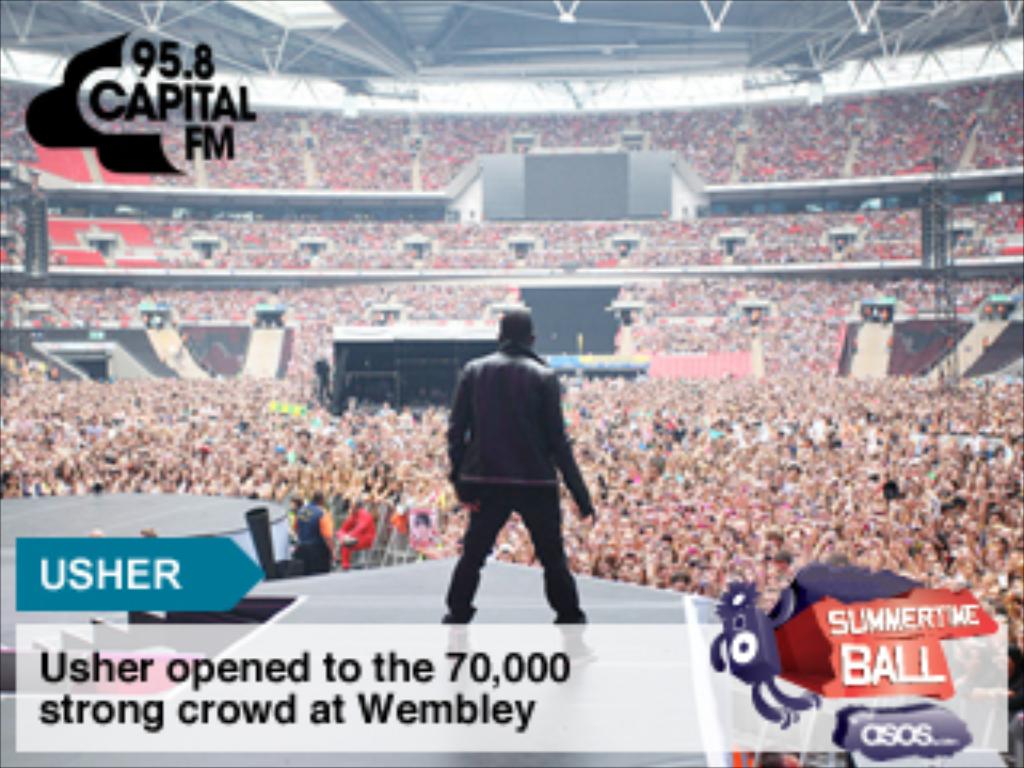 95.8
CAPITAL
FM
USHER
Usher opened to the 70,000
strong crowd at Wembley
SUMMERTIME
BALL
asos